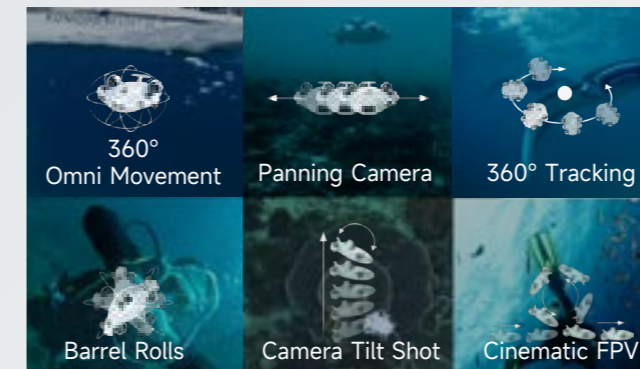 360°
Omni Movement
Panning Camera
360° Tracking
Barrel Rolls
Camera Tilt Shot
Cinematic FPV